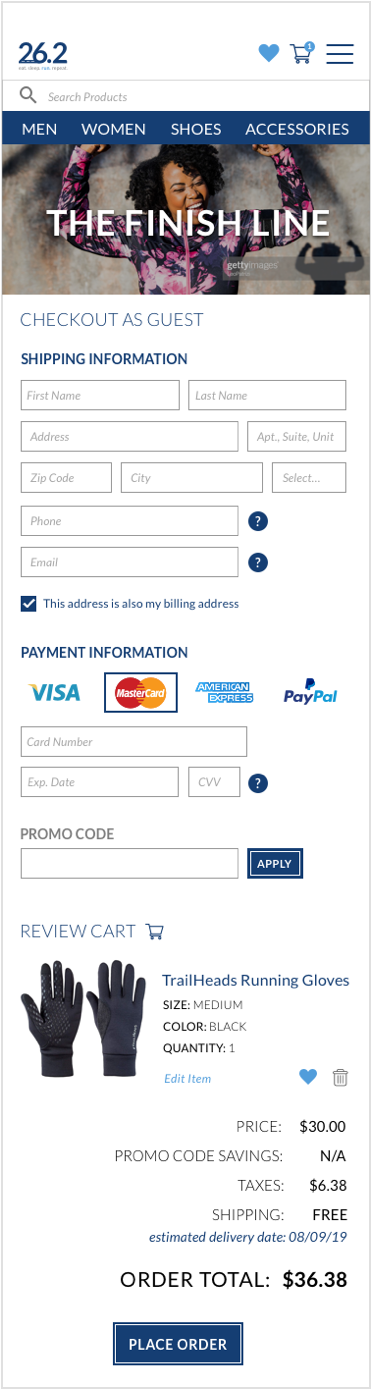 26.2
eat. sleep. run. repeat.
1
Search Products
MEN WOMEN SHOES ACCESSORIES
THE FINISH LINE
gettyimages
CHECKOUT AS GUEST
SHIPPING INFORMATION
First Name Last Name
Address Apt., Suite, Unit
Zip Code City Select...
Phone ?
Email ?
This address is also my billing address
PAYMENT INFORMATION
VISA MasterCard AMERICAN EXPRESS PayPal
Card Number
Exp. Date CVV ?
PROMO CODE
APPLY
REVIEW CART
TrailHeads Running Gloves
SIZE: MEDIUM
COLOR: BLACK
QUANTITY: 1
Edit Item
PRICE: $30.00
PROMO CODE SAVINGS: N/A
TAXES: $6.38
SHIPPING: FREE
estimated delivery date: 08/09/19
ORDER TOTAL: $36.38
PLACE ORDER